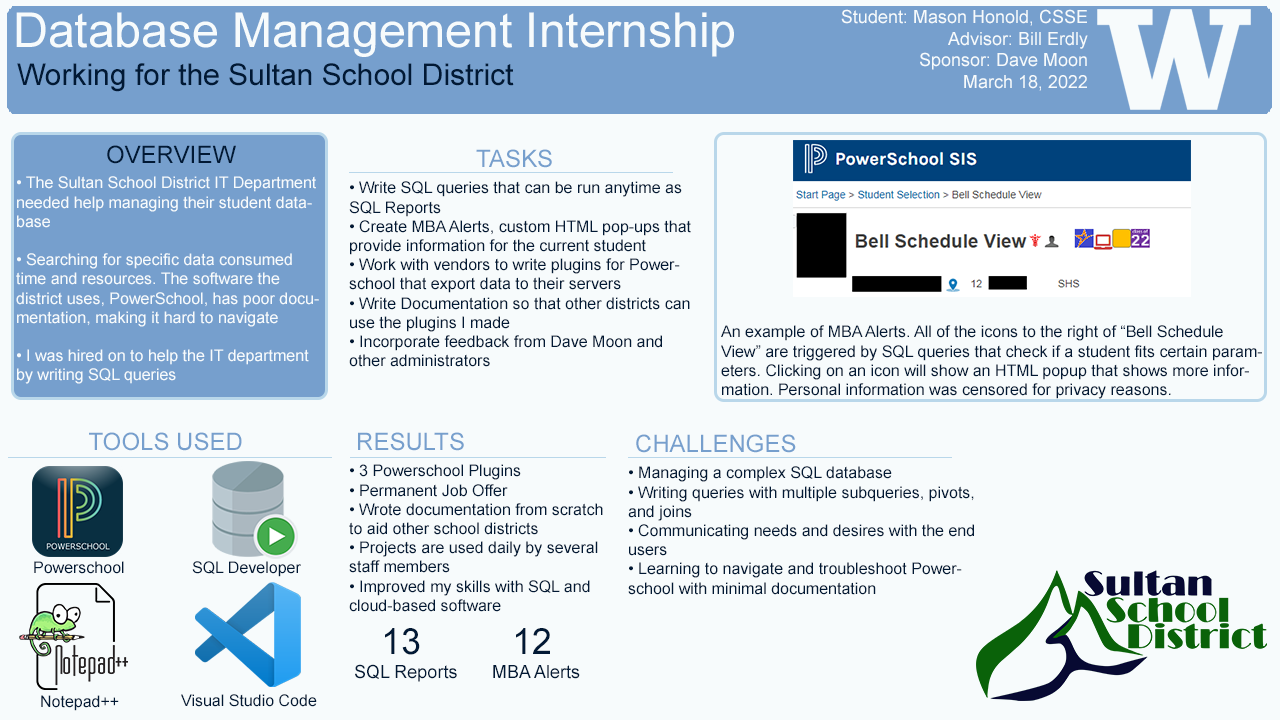 Database Management Internship
Working for the Sultan School District
Student: Mason Honold, CSSE
Advisor: Bill Erdly
Sponsor: Dave Moon
March 18, 2022
W
OVERVIEW
• The Sultan School District IT Department
needed help managing their student data-
base
• Searching for specific data consumed
time and resources. The software the
district uses, PowerSchool, has poor docu-
mentation, making it hard to navigate
• I was hired on to help the IT department
by writing SQL queries
TASKS
• Write SQL queries that can be run anytime as
SQL Reports
• Create MBA Alerts, custom HTML pop-ups that
provide information for the current student
• Work with vendors to write plugins for Power-
school that export data to their servers
• Write Documentation so that other districts can
use the plugins I made
• Incorporate feedback from Dave Moon and
other administrators
PowerSchool SIS
Start Page > Student Selection > Bell Schedule View
Bell Schedule View
22
12
SHS
An example of MBA Alerts. All of the icons to the right of “Bell Schedule
View” are triggered by SQL queries that check if a student fits certain param-
eters. Clicking on an icon will show an HTML popup that shows more infor-
mation. Personal information was censored for privacy reasons.
TOOLS USED
POWERSCHOOL
Powerschool
SQL Developer
Notepad++
Notepad++
Visual Studio Code
RESULTS
• 3 Powerschool Plugins
• Permanent Job Offer
• Wrote documentation from scratch
to aid other school districts
• Projects are used daily by several
staff members
• Improved my skills with SQL and
cloud-based software
13
SQL Reports
12
MBA Alerts
CHALLENGES
• Managing a complex SQL database
• Writing queries with multiple subqueries, pivots,
and joins
• Communicating needs and desires with the end
users
• Learning to navigate and troubleshoot Power-
school with minimal documentation
Sultan
School
District